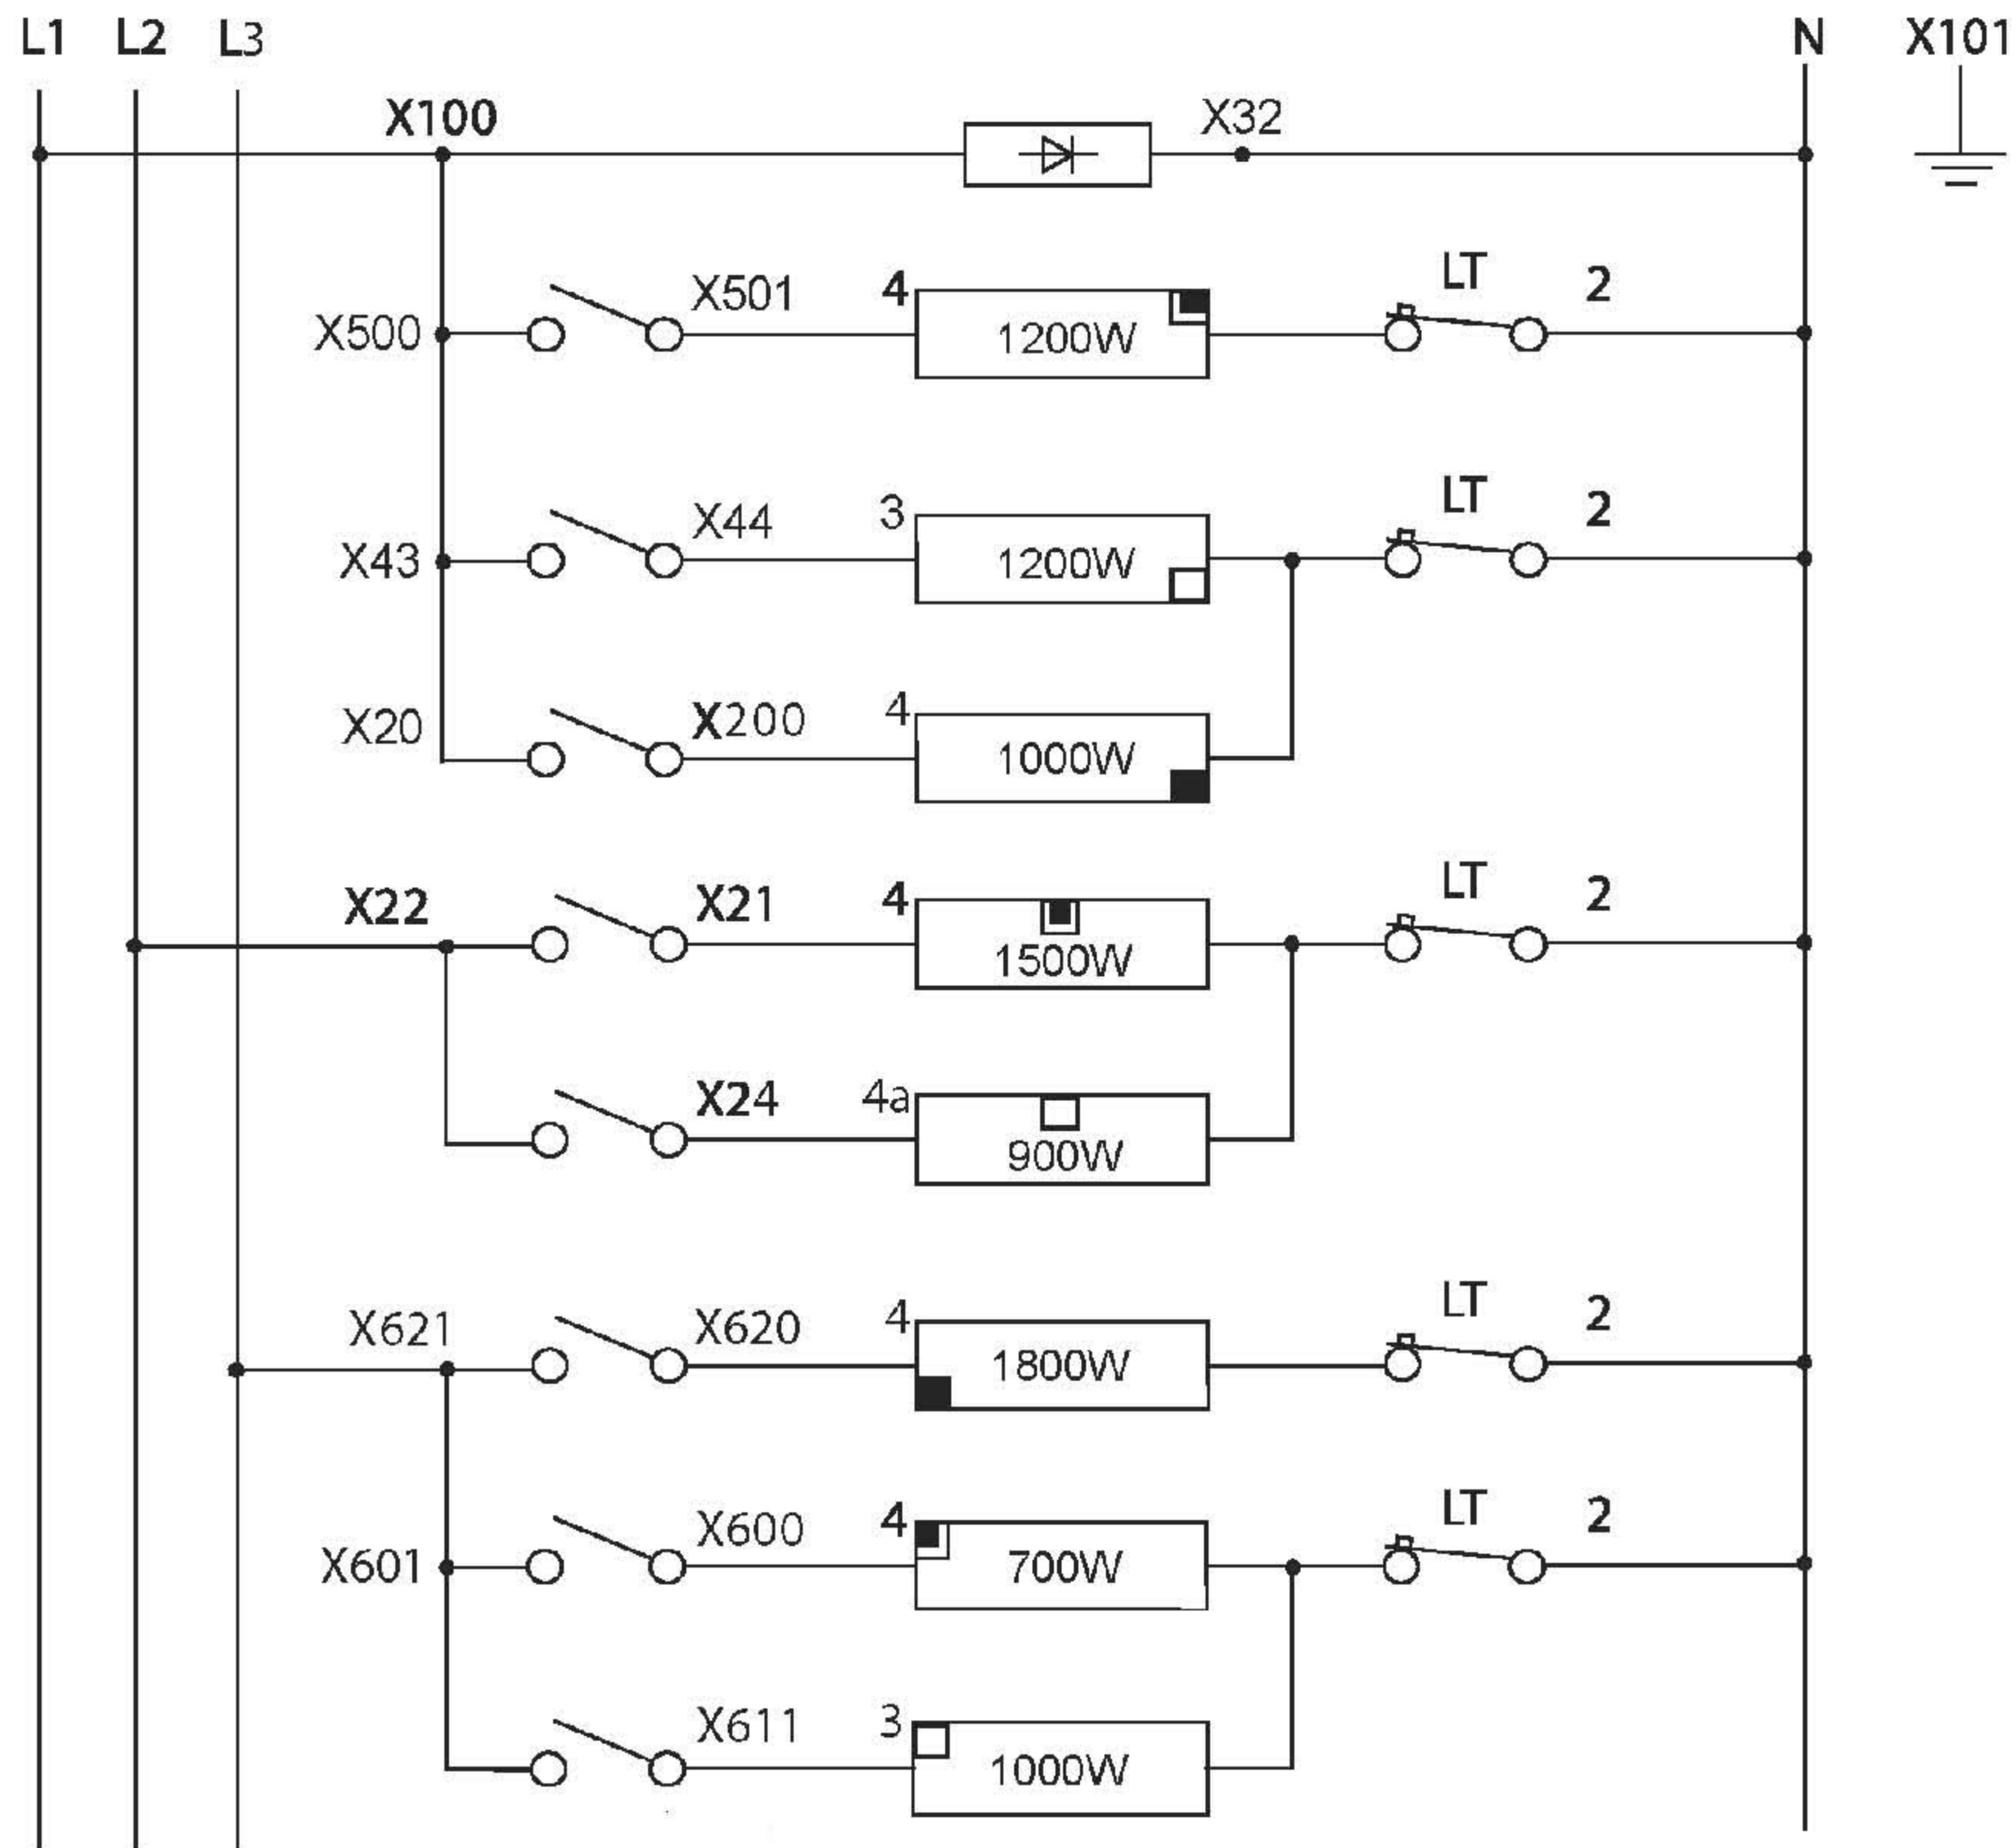 L1 L2 L3 N X101
X100 X32
X500 X501 4 1200W LT 2
X43 X44 3 1200W LT 2
X20 X200 4 1000W
X22 X21 4 1500W LT 2
X24 4a 900W
X621 X620 4 1800W LT 2
X601 X600 4 700W LT 2
X611 3 1000W